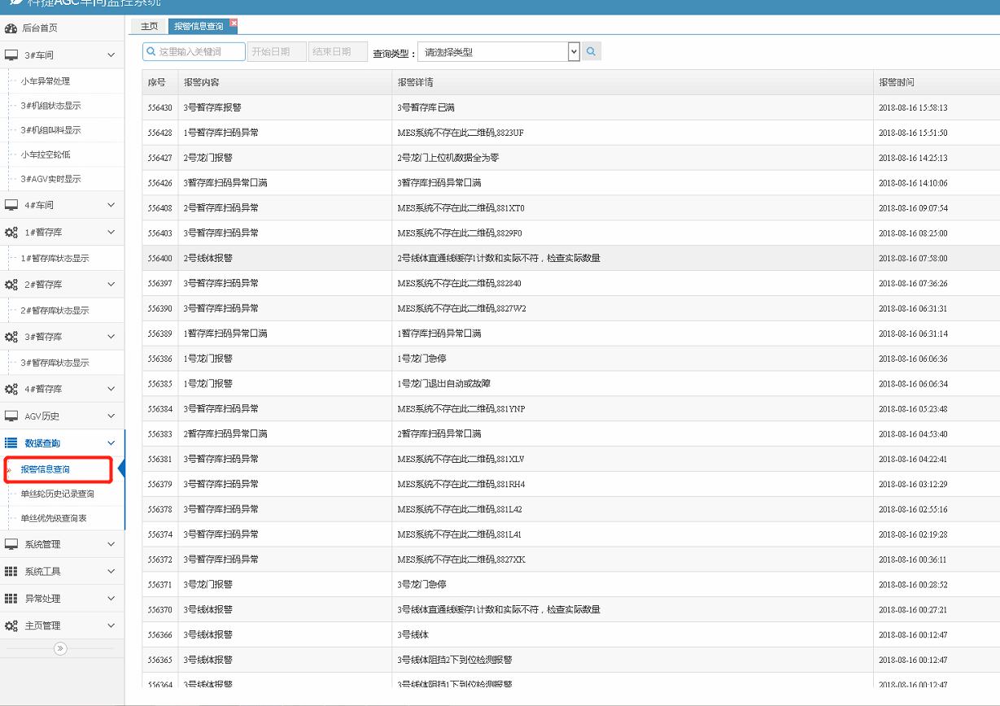 科捷AGC车间监控系统
后台首页
3#车间
小车异常处理
3#机组状态显示
3#机组叫料显示
小车拉空轮低
3#AGV实时显示
4#车间
1#暂存库
1#暂存库状态显示
2#暂存库
2#暂存库状态显示
3#暂存库
3#暂存库状态显示
4#暂存库
AGV历史
数据查询
报警信息查询
单丝轮历史记录查询
单丝优先级查询表
系统管理
系统工具
异常处理
主页管理
主页 报警信息查询
这里输入关键词 开始日期 结束日期 查询类型： 请选择类型
序号 报警内容 报警详情 报警时间
556430 3号暂存库报警 3号暂存库已满 2018-08-16 15:58:13
556428 1号暂存库扫码异常 MES系统不存在此二维码,8823UF 2018-08-16 15:51:50
556427 2号龙门报警 2号龙门上位机数据全为零 2018-08-16 14:25:13
556426 3暂存库扫码异常口满 3暂存库扫码异常口满 2018-08-16 14:10:06
556408 2号暂存库扫码异常 MES系统不存在此二维码,881XT0 2018-08-16 09:07:54
556403 3号暂存库扫码异常 MES系统不存在此二维码,8829F0 2018-08-16 08:25:00
556400 2号线体报警 2号线体直通线缓存1计数和实际不符，检查实际数量 2018-08-16 07:58:00
556397 3号暂存库扫码异常 MES系统不存在此二维码,882840 2018-08-16 07:36:26
556390 3号暂存库扫码异常 MES系统不存在此二维码,8827W2 2018-08-16 06:31:31
556389 1暂存库扫码异常口满 1暂存库扫码异常口满 2018-08-16 06:31:14
556386 1号龙门报警 1号龙门急停 2018-08-16 06:06:36
556385 1号龙门报警 1号龙门退出自动或故障 2018-08-16 06:06:34
556384 3号暂存库扫码异常 MES系统不存在此二维码,881YNP 2018-08-16 05:23:48
556383 2暂存库扫码异常口满 2暂存库扫码异常口满 2018-08-16 04:53:40
556381 3号暂存库扫码异常 MES系统不存在此二维码,881XLV 2018-08-16 04:22:41
556379 3号暂存库扫码异常 MES系统不存在此二维码,881RH4 2018-08-16 03:12:29
556378 3号暂存库扫码异常 MES系统不存在此二维码,881L42 2018-08-16 02:55:16
556374 3号暂存库扫码异常 MES系统不存在此二维码,881L41 2018-08-16 02:19:28
556372 3号暂存库扫码异常 MES系统不存在此二维码,8827XK 2018-08-16 00:36:11
556371 3号龙门报警 3号龙门急停 2018-08-16 00:28:52
556370 3号线体报警 3号线体直通线缓存1计数和实际不符，检查实际数量 2018-08-16 00:27:21
556366 3号线体报警 3号线体 2018-08-16 00:12:47
556365 3号线体报警 3号线体阻挡2下到位检测报警 2018-08-16 00:12:47
556364 3号线体报警 3号线体阻挡1下到位检测报警 2018-08-16 00:12:47